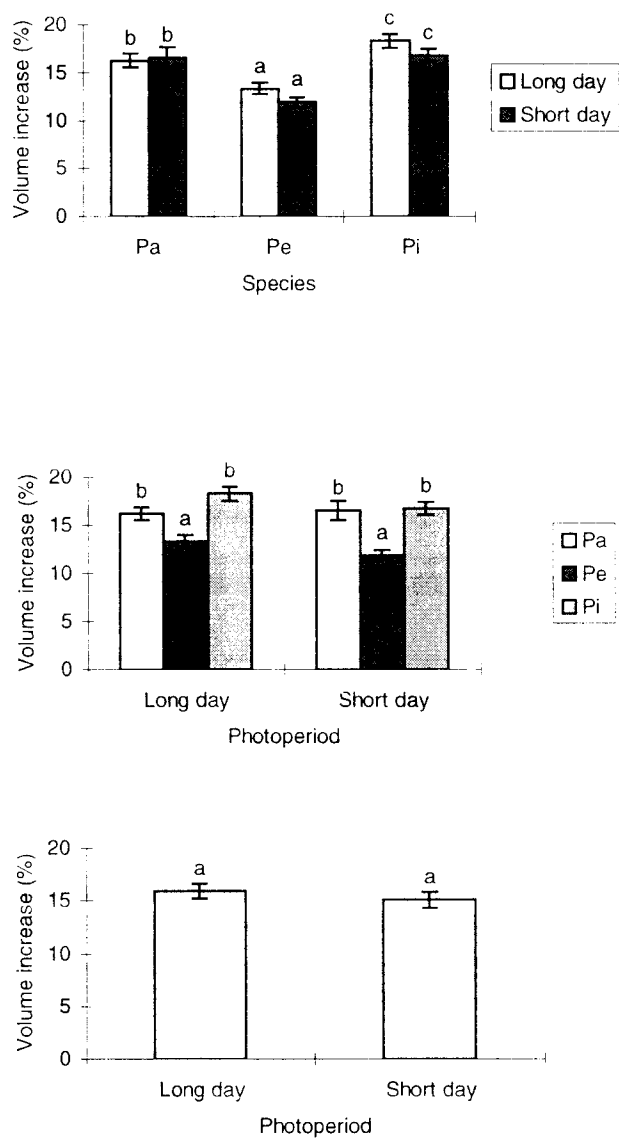 Volume increase (%)
20
15
10
5
0
b b a a c c
Pa Pe Pi
Species
Long day
Short day
Volume increase (%)
20
15
10
5
0
b a b b a b
Long day Short day
Photoperiod
Pa
Pe
Pi
Volume increase (%)
20
15
10
5
0
a a
Long day Short day
Photoperiod